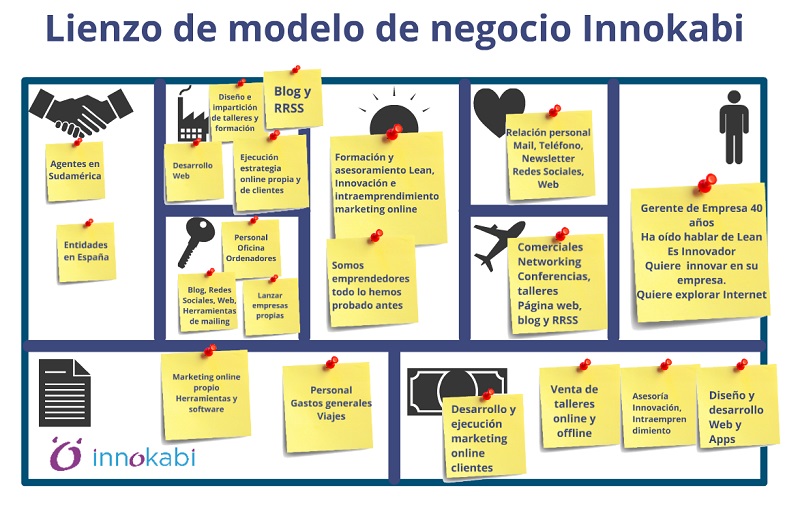 Lienzo de modelo de negocio Innokabi
Agentes en
Sudamérica
Entidades
en España
Diseño e
impartición
de talleres y
formación
Blog y
RRSS
Desarrollo
Web
Ejecución
estrategia
online propia y
de clientes
Personal
Oficina
Ordenadores
Blog, Redes
Sociales, Web,
Herramientas
de mailing
Lanzar
empresas
propias
Formación y
asesoramiento Lean,
Innovación e
intraemprendimiento
marketing online
Somos
emprendedores
todo lo hemos
probado antes
Relación personal
Mail, Teléfono,
Newsletter
Redes Sociales,
Web
Comerciales
Networking
Conferencias,
talleres
Página web,
blog y RRSS
Gerente de Empresa 40
años
Ha oído hablar de Lean
Es Innovador
Quiere innovar en su
empresa.
Quiere explorar Internet
Marketing online
propio
Herramientas y
software
Personal
Gastos generales
Viajes
innokabi
Desarrollo y
ejecución
marketing
online
clientes
Venta de
talleres
online y
offline
Asesoría
Innovación,
Intraempren
dimiento
Diseño y
desarrollo
Web y
Apps